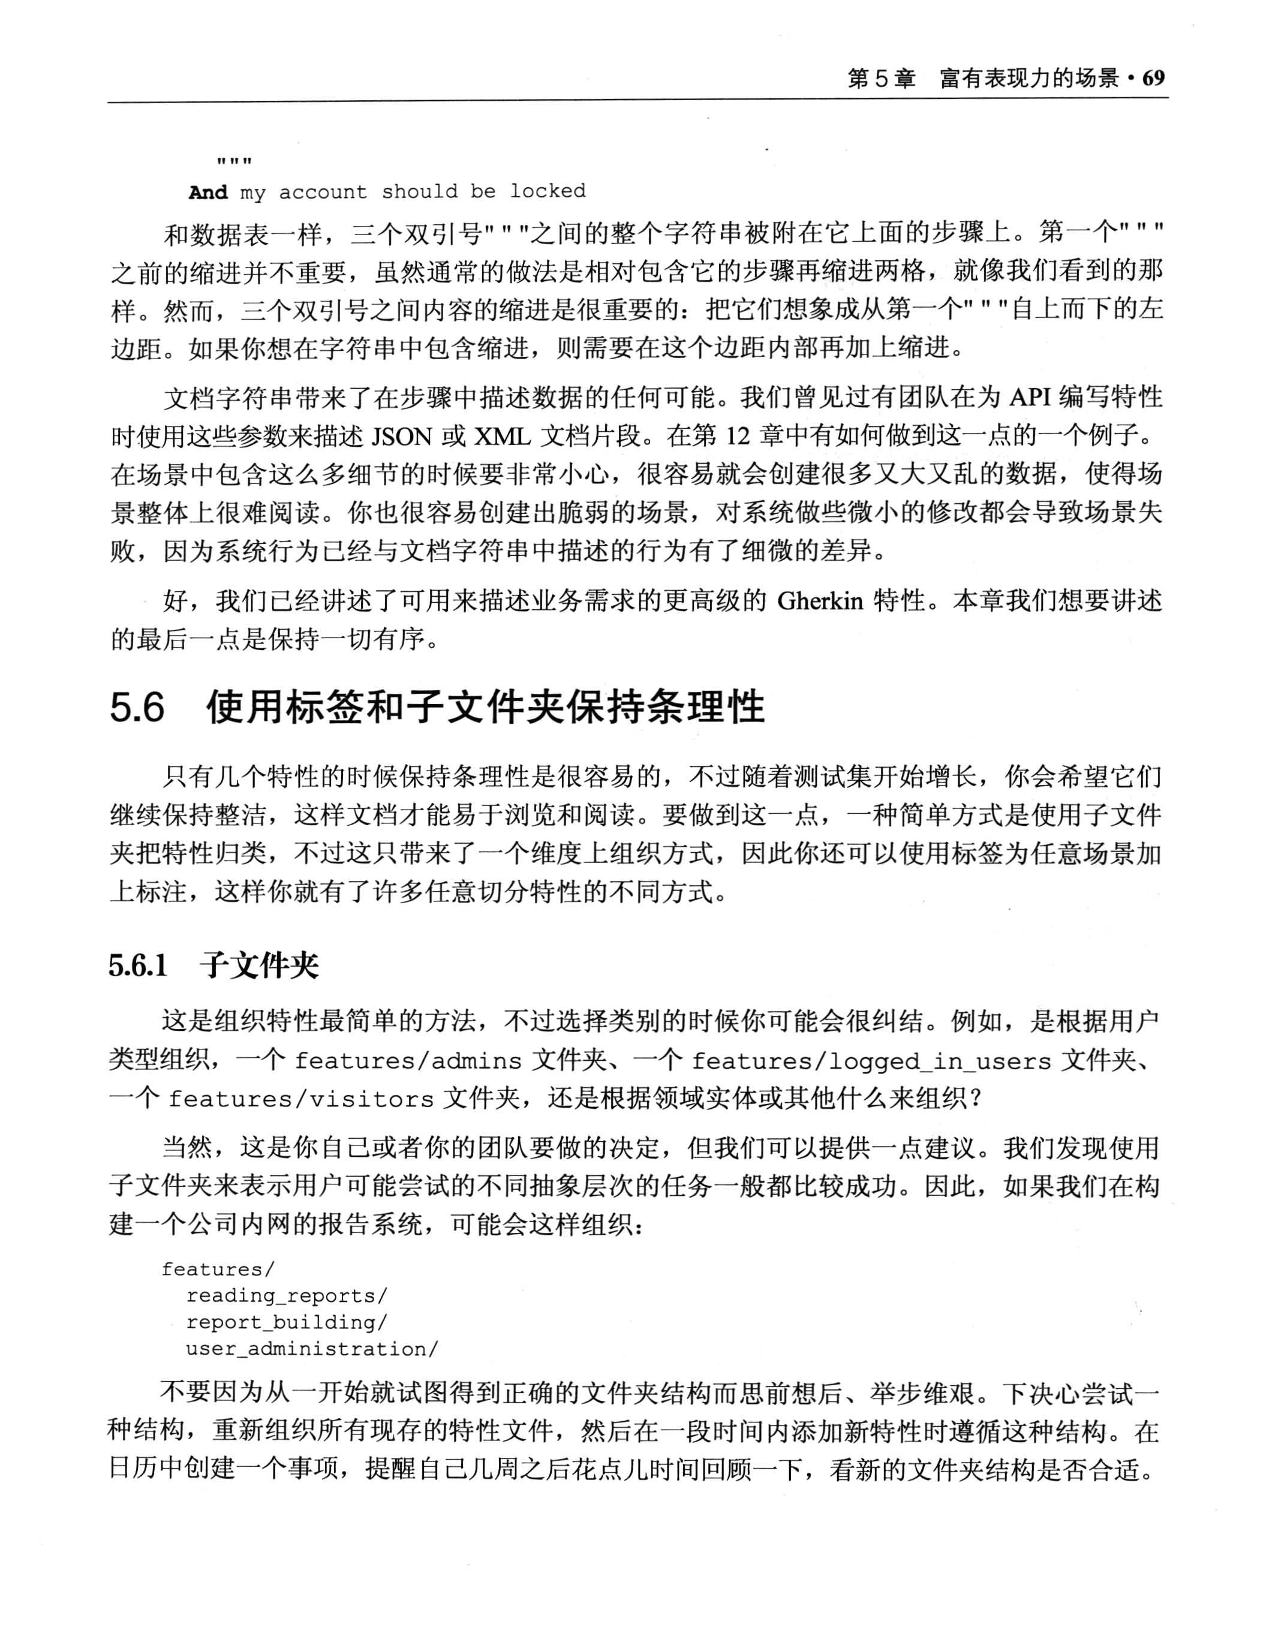 第 5 章　富有表现力的场景 · 69
"""
And my account should be locked
和数据表一样，三个双引号" " "之间的整个字符串被附在它上面的步骤上。第一个" " "
之前的缩进并不重要，虽然通常的做法是相对包含它的步骤再缩进两格，就像我们看到的那
样。然而，三个双引号之间内容的缩进是很重要的：把它们想象成从第一个" " "自上而下的左
边距。如果你想在字符串中包含缩进，则需要在这个边距内部再加上缩进。
文档字符串带来了在步骤中描述数据的任何可能。我们曾见过有团队在为 API 编写特性
时使用这些参数来描述 JSON 或 XML 文档片段。在第 12 章中有如何做到这一点的一个例子。
在场景中包含这么多细节的时候要非常小心，很容易就会创建很多又大又乱的数据，使得场
景整体上很难阅读。你也很容易创建出脆弱的场景，对系统做些微小的修改都会导致场景失
败，因为系统行为已经与文档字符串中描述的行为有了细微的差异。
好，我们已经讲述了可用来描述业务需求的更高级的 Gherkin 特性。本章我们想要讲述
的最后一点是保持一切有序。
5.6　使用标签和子文件夹保持条理性
只有几个特性的时候保持条理性是很容易的，不过随着测试集开始增长，你会希望它们
继续保持整洁，这样文档才能易于浏览和阅读。要做到这一点，一种简单方式是使用子文件
夹把特性归类，不过这只带来了一个维度上组织方式，因此你还可以使用标签为任意场景加
上标注，这样你就有了许多任意切分特性的不同方式。
5.6.1　子文件夹
这是组织特性最简单的方法，不过选择类别的时候你可能会很纠结。例如，是根据用户
类型组织，一个 features/admins 文件夹、一个 features/logged_in_users 文件夹、
一个 features/visitors 文件夹，还是根据领域实体或其他什么来组织？
当然，这是你自己或者你的团队要做的决定，但我们可以提供一点建议。我们发现使用
子文件夹来表示用户可能尝试的不同抽象层次的任务一般都比较成功。因此，如果我们在构
建一个公司内网的报告系统，可能会这样组织：
features/
reading_reports/
report_building/
user_administration/
不要因为从一开始就试图得到正确的文件夹结构而思前想后、举步维艰。下决心尝试一
种结构，重新组织所有现存的特性文件，然后在一段时间内添加新特性时遵循这种结构。在
日历中创建一个事项，提醒自己几周之后花点儿时间回顾一下，看新的文件夹结构是否合适。